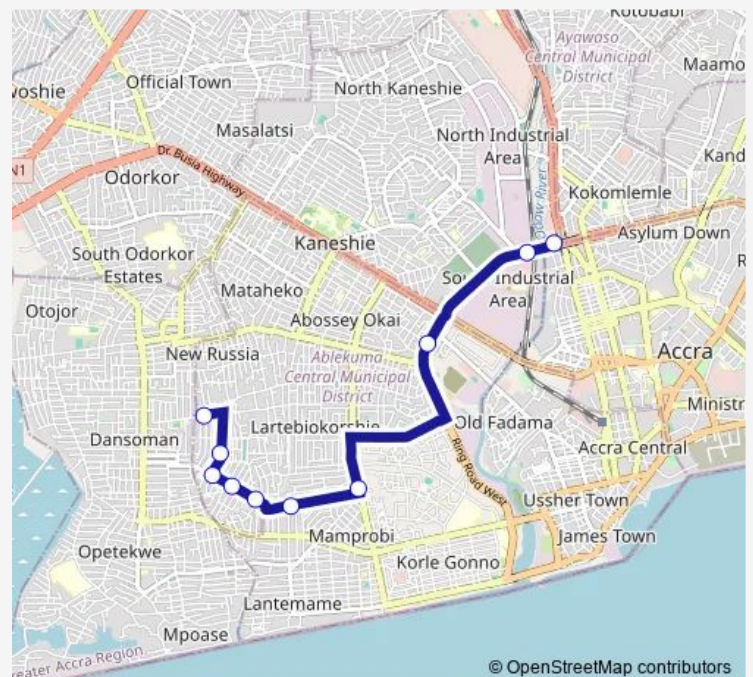 Kotobabi
Ayawaso
Central Municipal
District
Maamo
Official Town
North Kaneshie
Masalatsi
North Industrial
Area
Dr. Busia Highway
N1
Odorkor
Kand
Odaw River
Kokomlemle
Asylum Down
Kaneshie
South Odorkor
Estates
Mataheko
Industrial
Area
Otojor
Abossey Okai
New Russia
Ablekuma
Central Municipal
District
Accra
Ministr
Lartebiokorshie
Old Fadama
Dansoman
Accra Central
Ring Road West
Ussher Town
James Town
Mamprobi
Opetekwe
Korle Gonno
Lantemame
Mpoase
reater Accra Region
© OpenStreetMap contributors